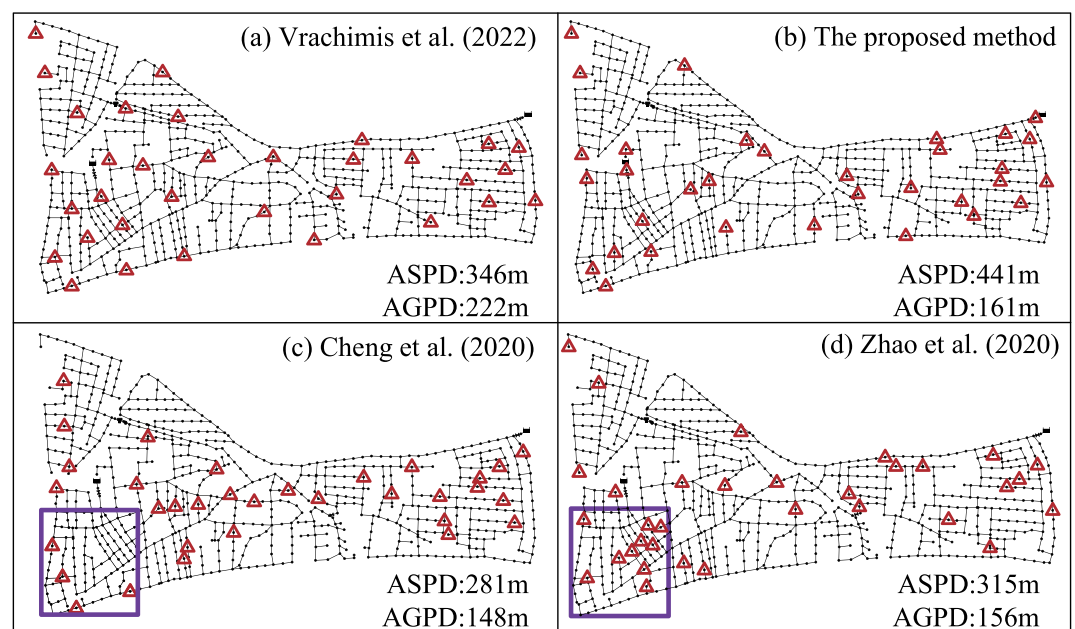 (a) Vrachimis et al. (2022)
ASPD:346m
AGPD:222m
(b) The proposed method
ASPD:441m
AGPD:161m
(c) Cheng et al. (2020)
ASPD:281m
AGPD:148m
(d) Zhao et al. (2020)
ASPD:315m
AGPD:156m